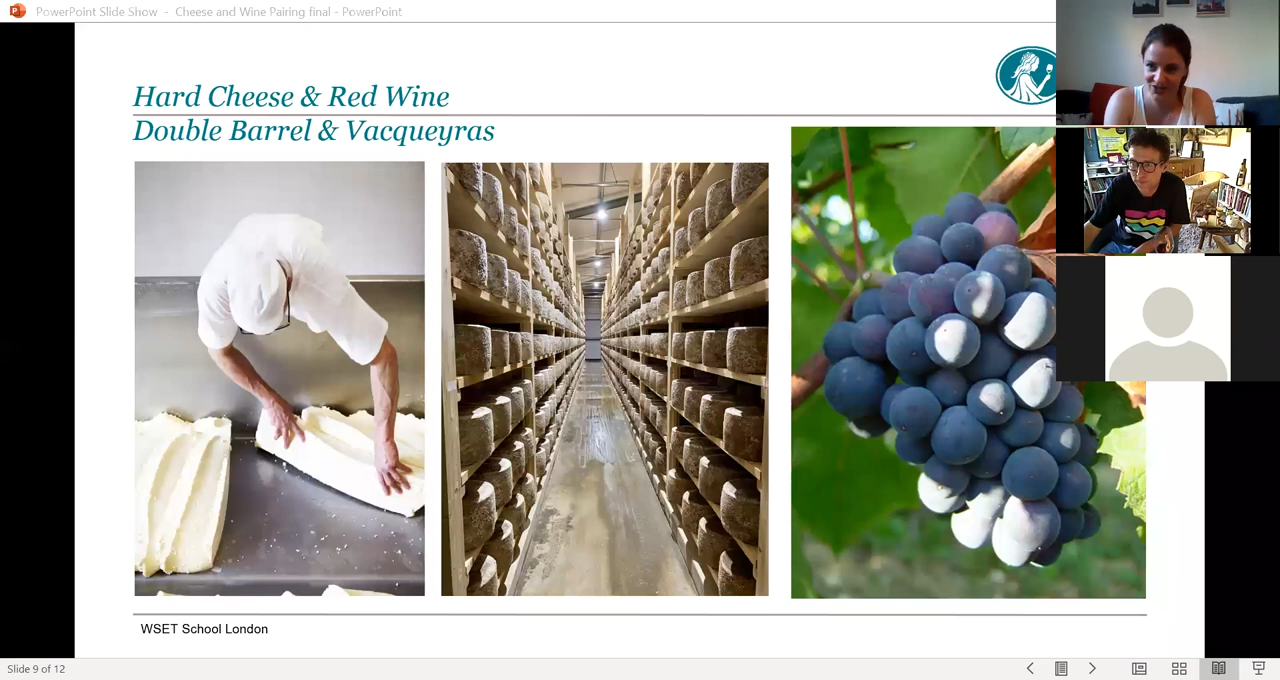 PowerPoint Slide Show - Cheese and Wine Pairing final - PowerPoint
Hard Cheese & Red Wine
Double Barrel & Vacqueyras
WSET School London
Slide 9 of 12